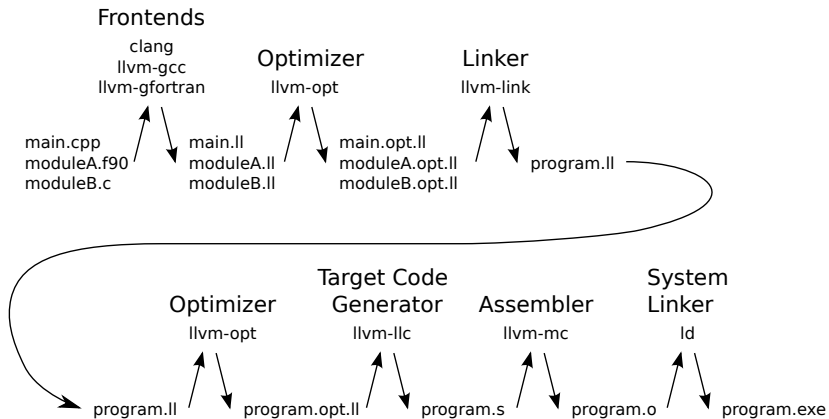 Frontends
clang
llvm-gcc
llvm-gfortran
Optimizer
llvm-opt
Linker
llvm-link
main.cpp
moduleA.f90
moduleB.c
main.ll
moduleA.ll
moduleB.ll
main.opt.ll
moduleA.opt.ll
moduleB.opt.ll
program.ll
Optimizer
llvm-opt
Target Code
Generator
llvm-llc
Assembler
llvm-mc
System
Linker
ld
program.ll
program.opt.ll
program.s
program.o
program.exe